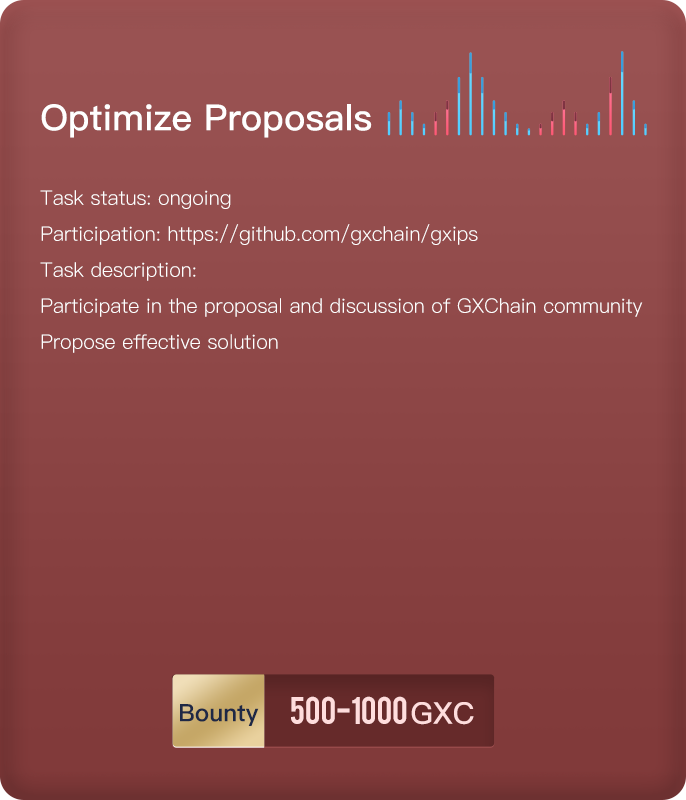 Optimize Proposals
Task status: ongoing
Participation: https://github.com/gxchain/gxips
Task description:
Participate in the proposal and discussion of GXChain community
Propose effective solution
Bounty 500-1000 GXC